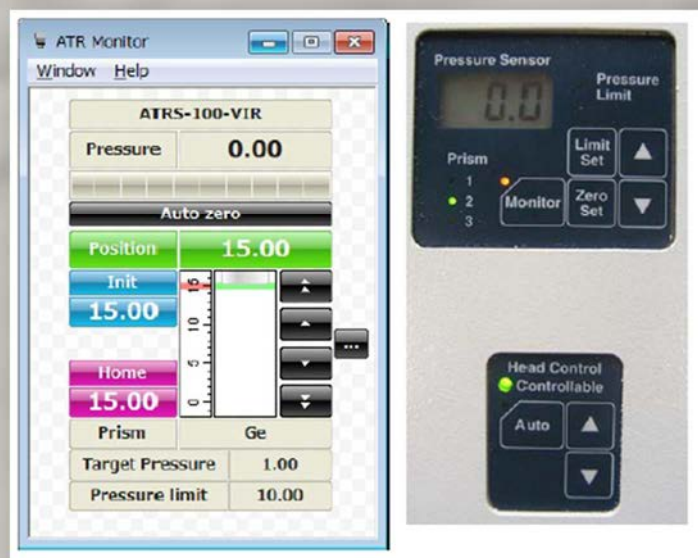 ATR Monitor
Window Help
ATRS-100-VIR
Pressure 0.00
Auto zero
Position 15.00
Init
15.00
Home
15.00
15
10
5
0
...
Prism Ge
Target Pressure 1.00
Pressure limit 10.00
Pressure Sensor
0.0
Pressure
Limit
Prism
1
2
3
Monitor
Limit
Set
Zero
Set
Head Control
Controllable
Auto